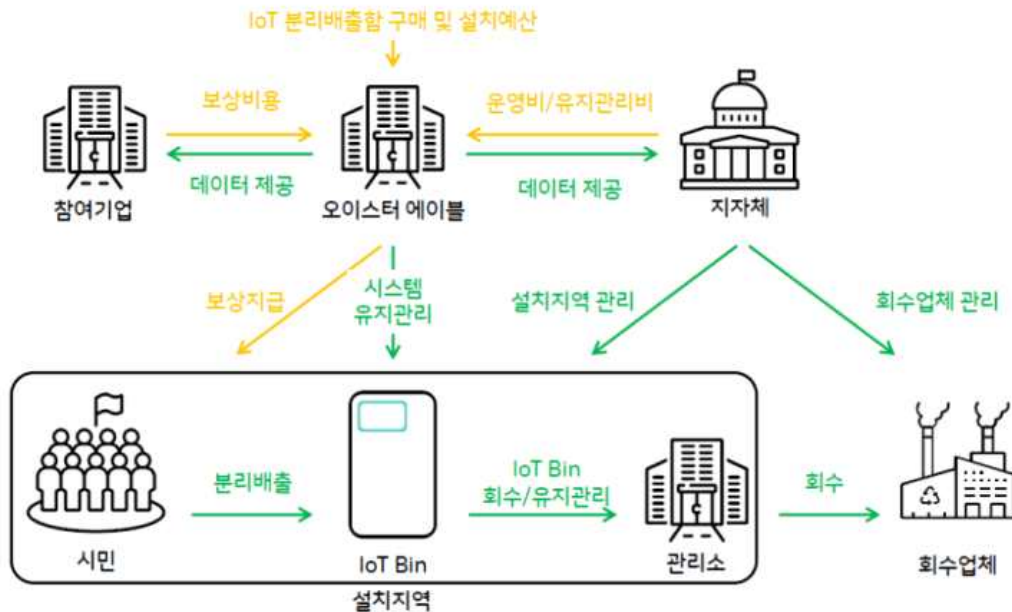 IoT 분리배출함 구매 및 설치예산
보상비용
운영비/유지관리비
데이터 제공
데이터 제공
참여기업
오이스터 에이블
지자체
보상지급
시스템
유지관리
설치지역 관리
회수업체 관리
분리배출
IoT Bin
회수/유지관리
회수
시민
IoT Bin
관리소
회수업체
설치지역